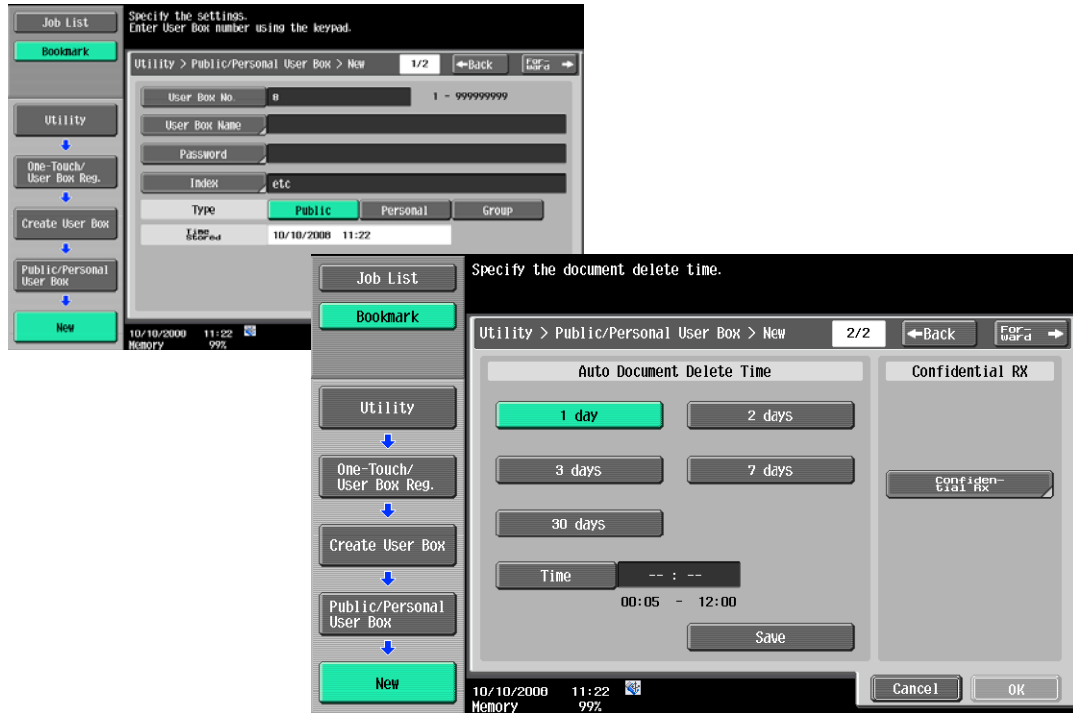 Job List
Bookmark
Utility
One-Touch/
User Box Reg.
Create User Box
Public/Personal
User Box
New
Specify the settings.
Enter User Box number using the keypad.
Utility > Public/Personal User Box > New
1/2
←Back
For-
ward →
User Box No.
8
1 - 999999999
User Box Name
Password
Index
etc
Type
Public
Personal
Group
Time
Stored
10/10/2008 11:22
10/10/2008 11:22
Memory 99%
Job List
Bookmark
Utility
One-Touch/
User Box Reg.
Create User Box
Public/Personal
User Box
New
Specify the document delete time.
Utility > Public/Personal User Box > New
2/2
←Back
For-
ward →
Auto Document Delete Time
1 day
2 days
3 days
7 days
30 days
Time
-- : --
00:05 - 12:00
Save
Confidential RX
Confiden-
tial RX
10/10/2008 11:22
Memory 99%
Cancel
OK